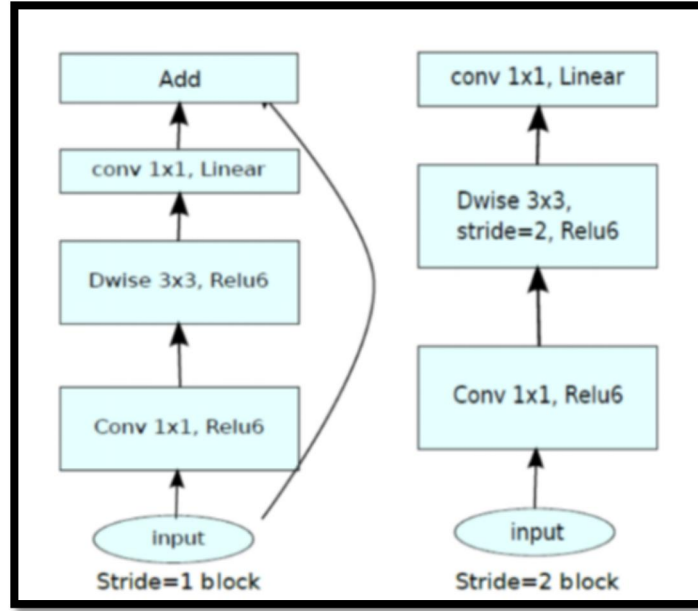 Add
conv 1x1, Linear
Dwise 3x3, Relu6
Conv 1x1, Relu6
input
Stride=1 block
conv 1x1, Linear
Dwise 3x3,
stride=2, Relu6
Conv 1x1, Relu6
input
Stride=2 block